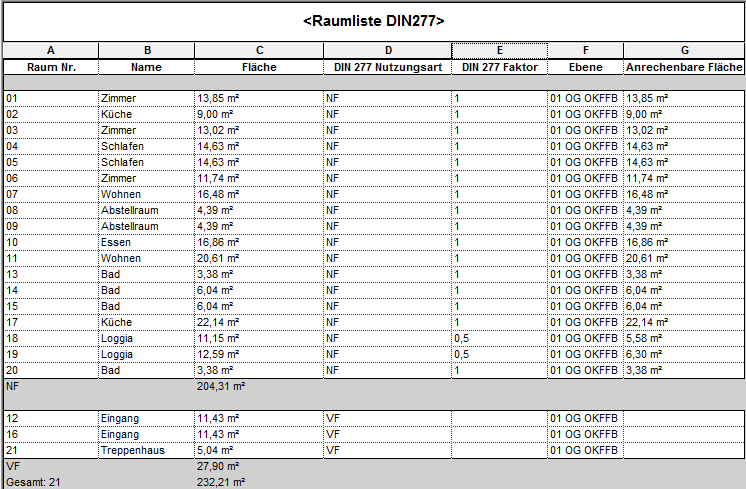 <Raumliste DIN277>
A B C D E F G
Raum Nr. Name Fläche DIN 277 Nutzungsart DIN 277 Faktor Ebene Anrechenbare Fläche
01 Zimmer 13,85 m² NF 1 01 OG OKFFB 13,85 m²
02 Küche 9,00 m² NF 1 01 OG OKFFB 9,00 m²
03 Zimmer 13,02 m² NF 1 01 OG OKFFB 13,02 m²
04 Schlafen 14,63 m² NF 1 01 OG OKFFB 14,63 m²
05 Schlafen 14,63 m² NF 1 01 OG OKFFB 14,63 m²
06 Zimmer 11,74 m² NF 1 01 OG OKFFB 11,74 m²
07 Wohnen 16,48 m² NF 1 01 OG OKFFB 16,48 m²
08 Abstellraum 4,39 m² NF 1 01 OG OKFFB 4,39 m²
09 Abstellraum 4,39 m² NF 1 01 OG OKFFB 4,39 m²
10 Essen 16,86 m² NF 1 01 OG OKFFB 16,86 m²
11 Wohnen 20,61 m² NF 1 01 OG OKFFB 20,61 m²
13 Bad 3,38 m² NF 1 01 OG OKFFB 3,38 m²
14 Bad 6,04 m² NF 1 01 OG OKFFB 6,04 m²
15 Bad 6,04 m² NF 1 01 OG OKFFB 6,04 m²
17 Küche 22,14 m² NF 1 01 OG OKFFB 22,14 m²
18 Loggia 11,15 m² NF 0,5 01 OG OKFFB 5,58 m²
19 Loggia 12,59 m² NF 0,5 01 OG OKFFB 6,30 m²
20 Bad 3,38 m² NF 1 01 OG OKFFB 3,38 m²
NF 204,31 m²
12 Eingang 11,43 m² VF 01 OG OKFFB
16 Eingang 11,43 m² VF 01 OG OKFFB
21 Treppenhaus 5,04 m² VF 01 OG OKFFB
VF 27,90 m²
Gesamt: 21 232,21 m²